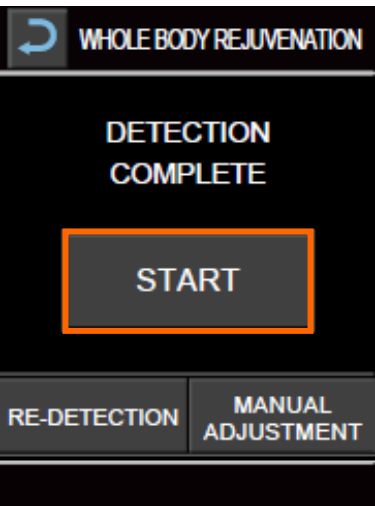 WHOLE BODY REJUVENATION
DETECTION
COMPLETE
START
RE-DETECTION
MANUAL
ADJUSTMENT